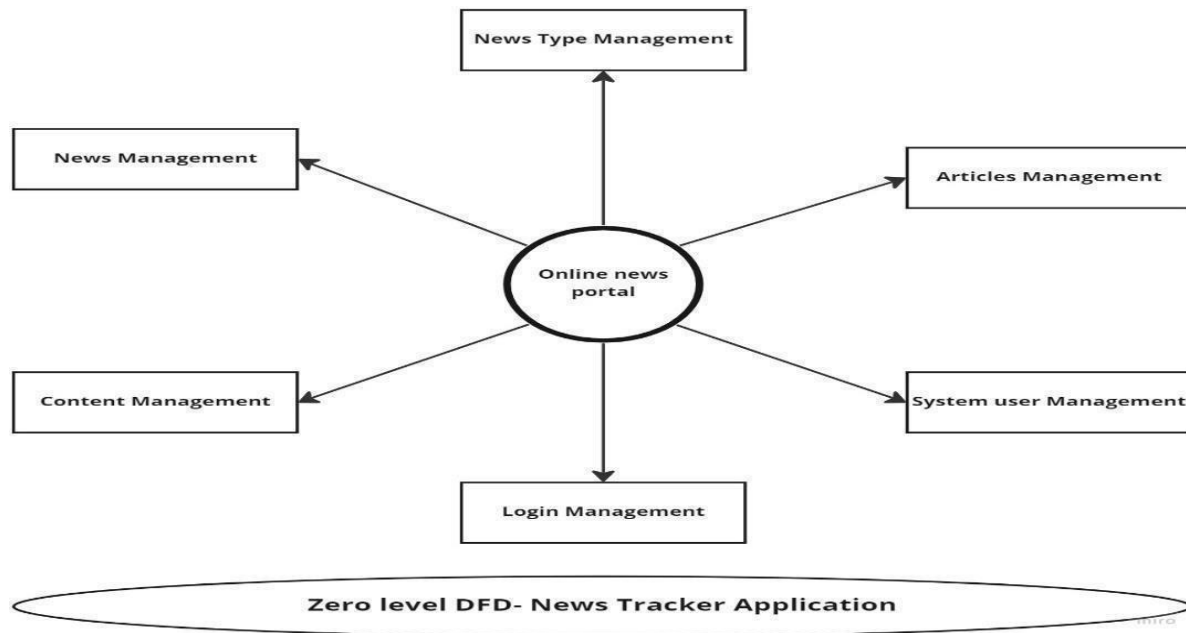 News Type Management
News Management
Articles Management
Online news
portal
Content Management
System user Management
Login Management
Zero level DFD- News Tracker Application
miro